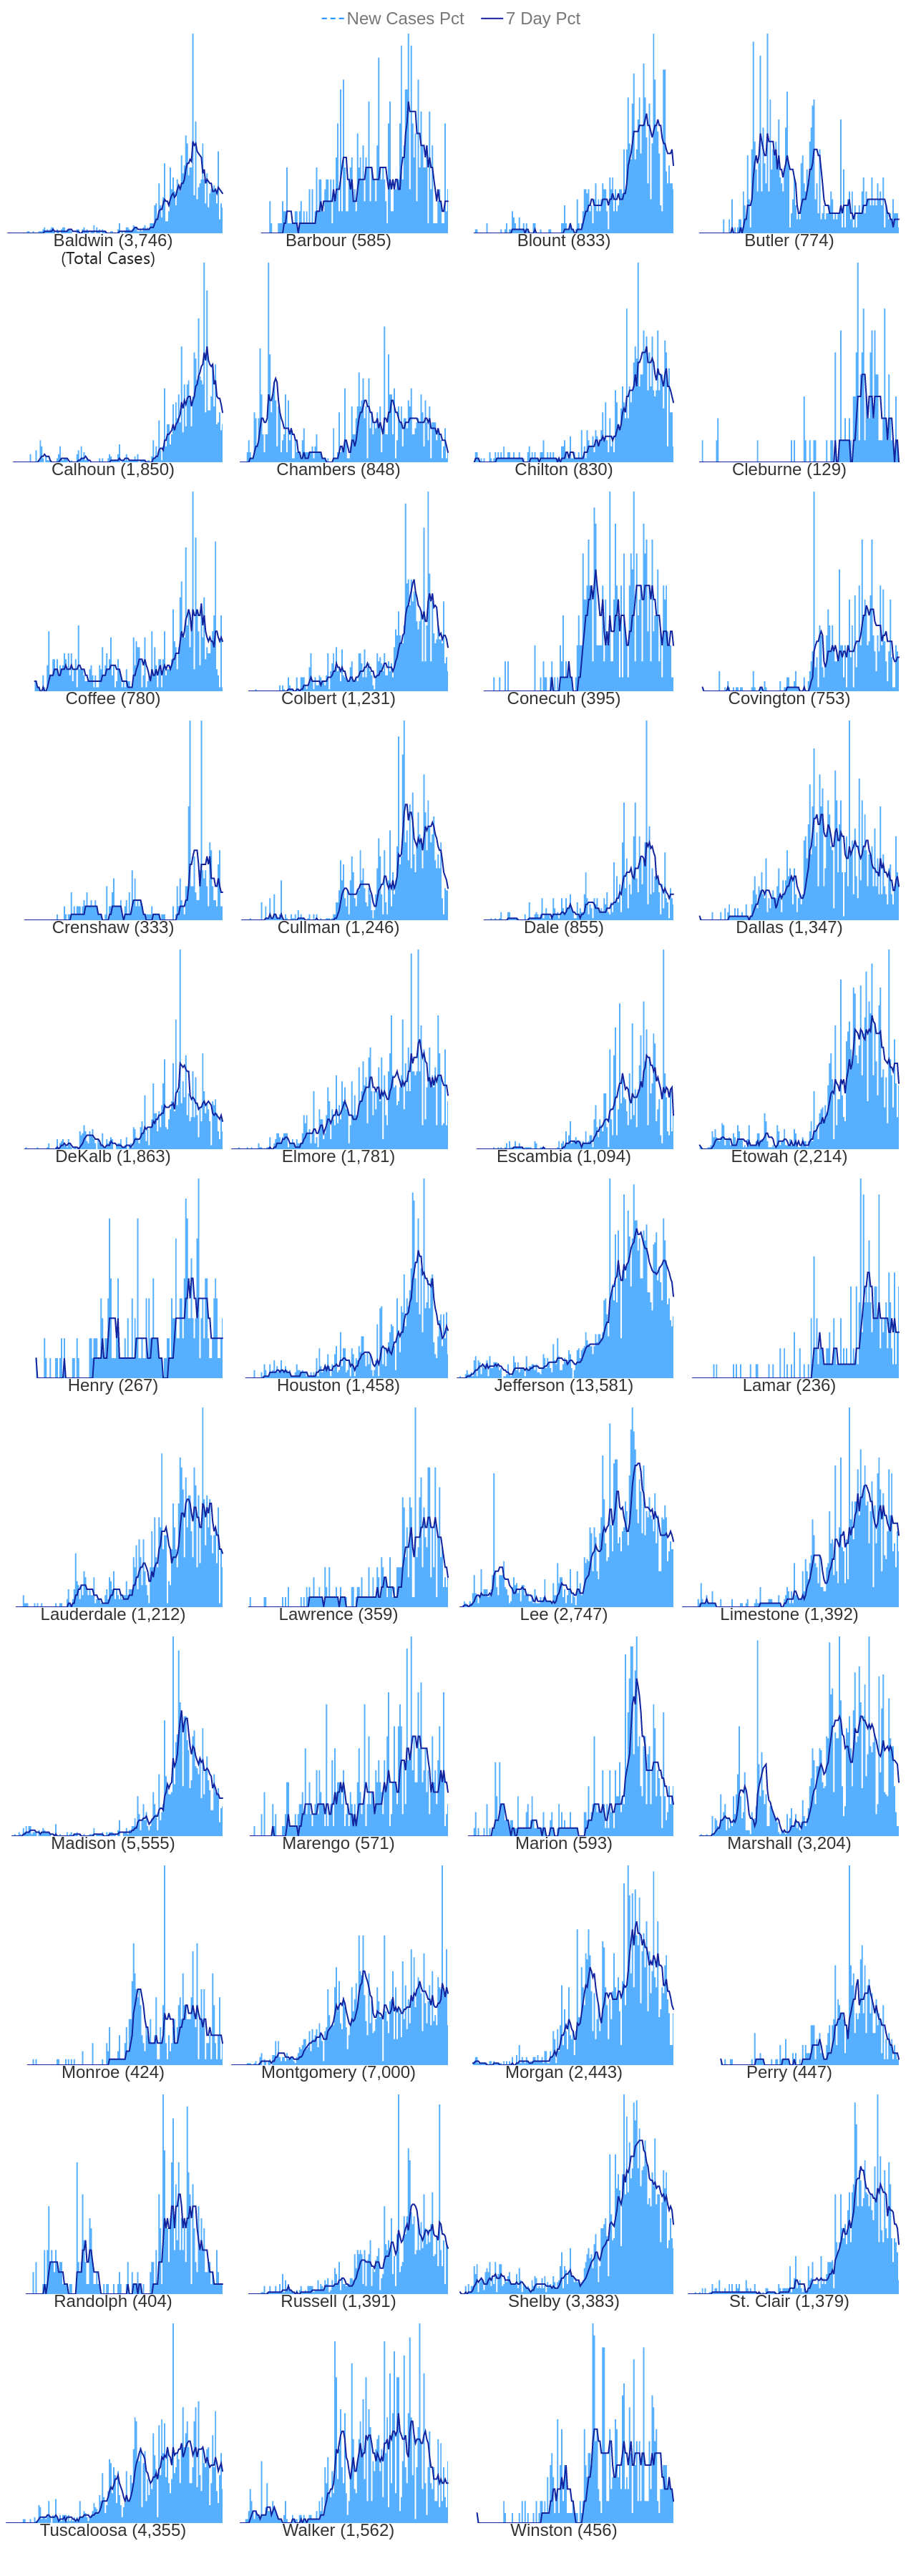 New Cases Pct 7 Day Pct
Baldwin (3,746) Barbour (585) Blount (833) Butler (774)
(Total Cases)
Calhoun (1,850) Chambers (848) Chilton (830) Cleburne (129)
Coffee (780) Colbert (1,231) Conecuh (395) Covington (753)
Crenshaw (333) Cullman (1,246) Dale (855) Dallas (1,347)
DeKalb (1,863) Elmore (1,781) Escambia (1,094) Etowah (2,214)
Henry (267) Houston (1,458) Jefferson (13,581) Lamar (236)
Lauderdale (1,212) Lawrence (359) Lee (2,747) Limestone (1,392)
Madison (5,555) Marengo (571) Marion (593) Marshall (3,204)
Monroe (424) Montgomery (7,000) Morgan (2,443) Perry (447)
Randolph (404) Russell (1,391) Shelby (3,383) St. Clair (1,379)
Tuscaloosa (4,355) Walker (1,562) Winston (456)